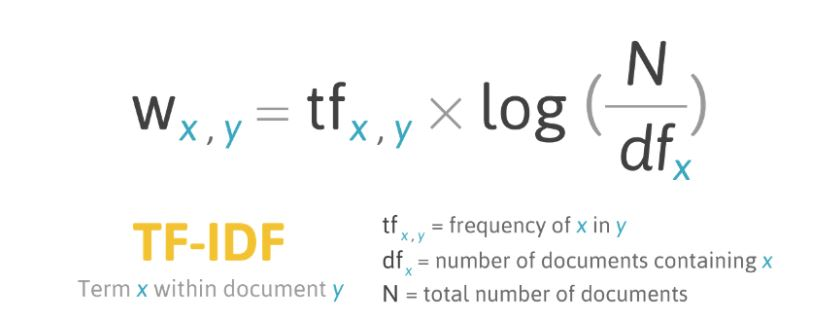 w x , y = tf x , y × log ( N / df x )
TF-IDF
Term x within document y
tf x, y = frequency of x in y
df x = number of documents containing x
N = total number of documents